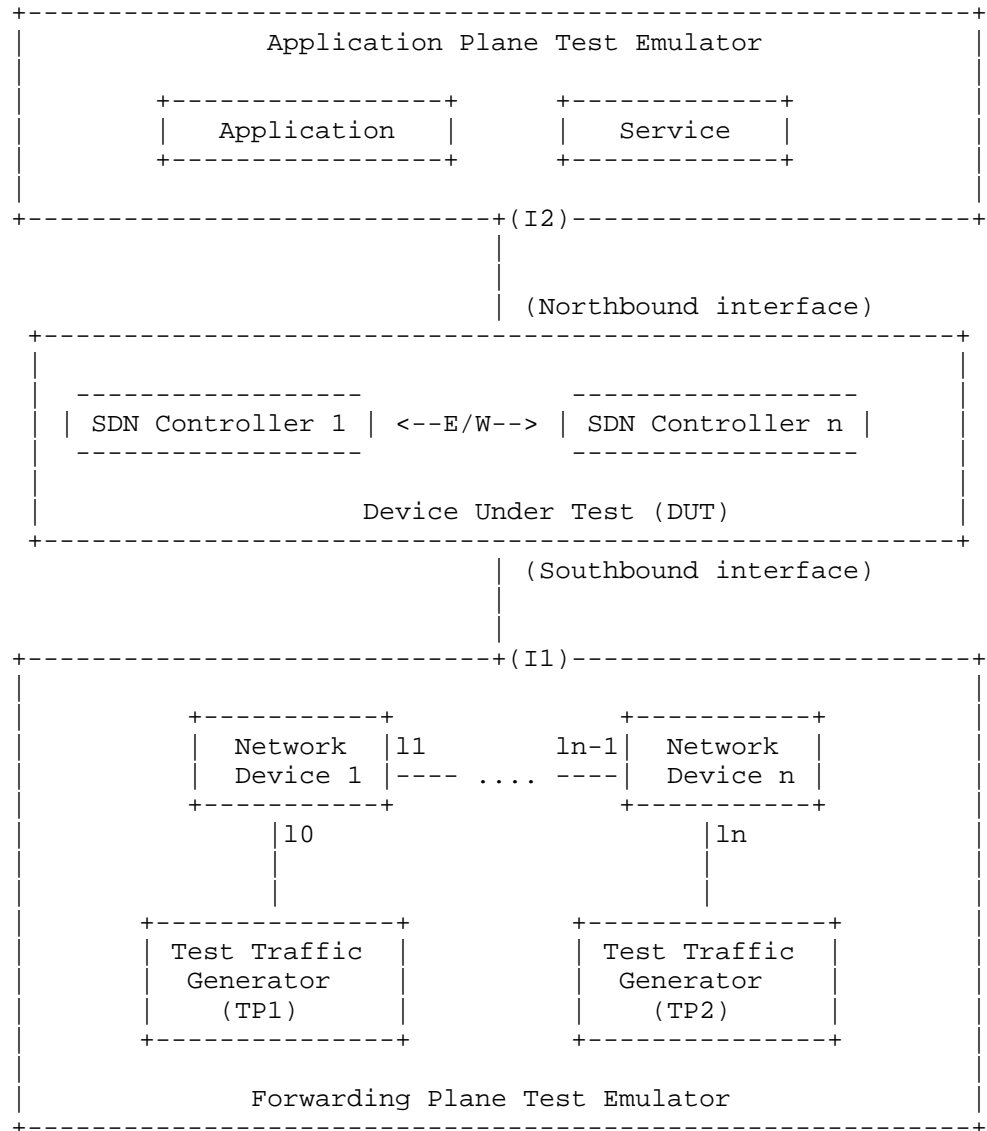 Application Plane Test Emulator
Application Service
(I2)
(Northbound interface)
SDN Controller 1 <--E/W--> SDN Controller n
Device Under Test (DUT)
(Southbound interface)
(I1)
Network l1 ln-1 Network
Device 1 .... Device n
l0 ln
Test Traffic Test Traffic
Generator Generator
(TP1) (TP2)
Forwarding Plane Test Emulator